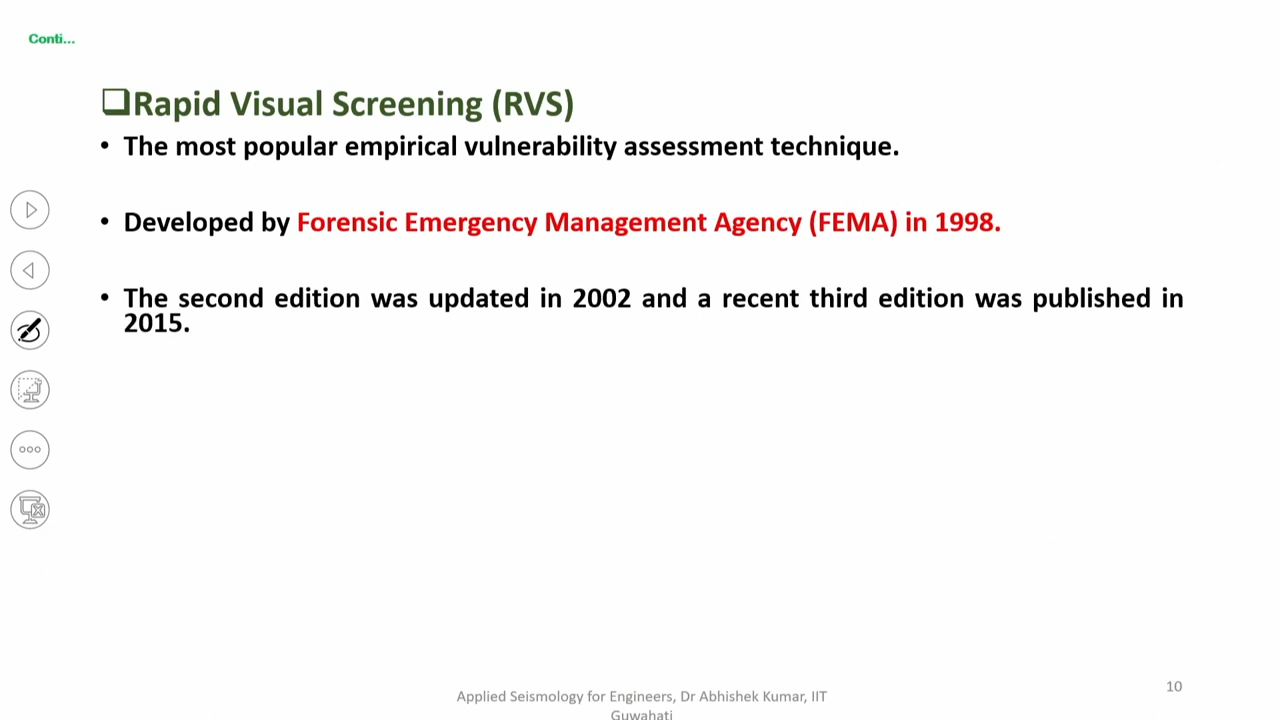 Conti...
❑Rapid Visual Screening (RVS)
• The most popular empirical vulnerability assessment technique.
• Developed by Forensic Emergency Management Agency (FEMA) in 1998.
• The second edition was updated in 2002 and a recent third edition was published in
2015.
Applied Seismology for Engineers, Dr Abhishek Kumar, IIT
Guwahati
10